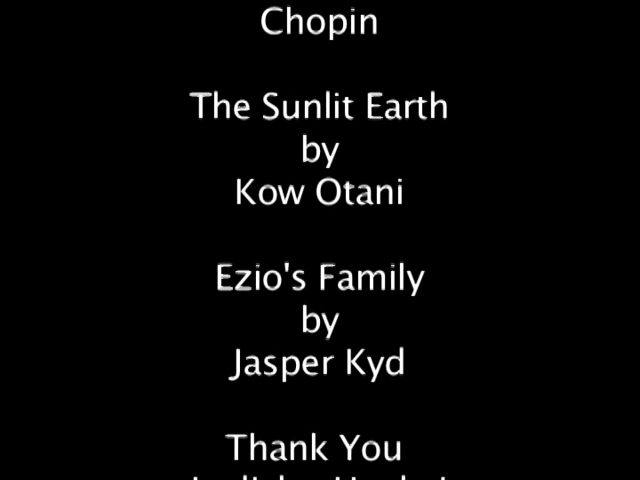 Chopin
The Sunlit Earth
by
Kow Otani
Ezio's Family
by
Jasper Kyd
Thank You